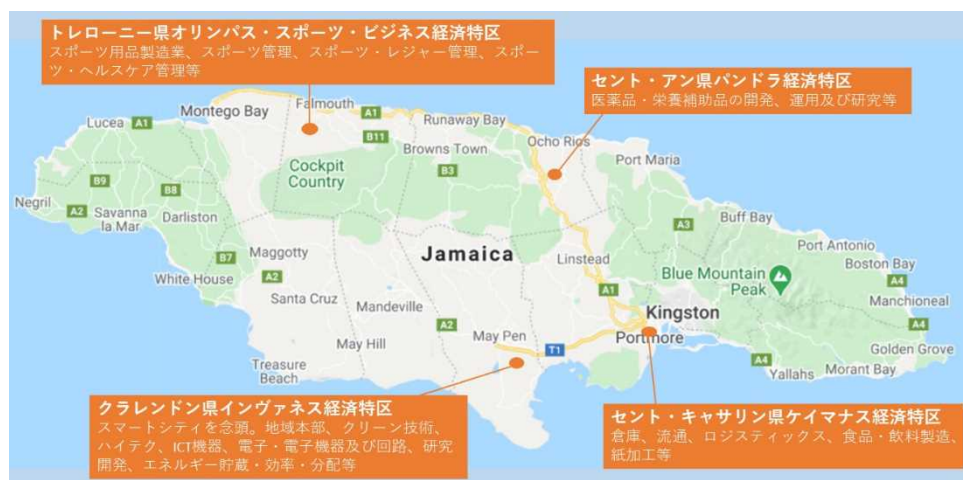 トレローニー県オリンパス・スポーツ・ビジネス経済特区
スポーツ用品製造業、スポーツ管理、スポーツ・レジャー管理、スポー
ツ・ヘルスケア管理等
セント・アン県パンドラ経済特区
医薬品・栄養補助品の開発、運用及び研究等
Montego Bay
Falmouth
A1
Runaway Bay
Lucea
A1
B11
Ocho Rios
Browns Town
B3
Port Maria
Cockpit
Country
B9
B8
Negril
A2
Savanna
la Mar
Darliston
A3
Buff Bay
Port Antonio
Boston Bay
B7
Maggotty
A2
Jamaica
Linstead
White House
Blue Mountain
Peak
A4
A1
Manchioneal
Santa Cruz
Mandeville
Kingston
A2
May Pen
Portmore
A4
May Hill
T1
Golden Grove
Treasure
Beach
A4
Yallahs
Morant Bay
クラレンドン県インヴァネス経済特区
スマートシティを念頭。地域本部、クリーン技術、
ハイテク、ICT機器、電子・電子機器及び回路、研究
開発、エネルギー貯蔵・効率・分配等
セント・キャサリン県ケイマナス経済特区
倉庫、流通、ロジスティックス、食品・飲料製造、
紙加工等